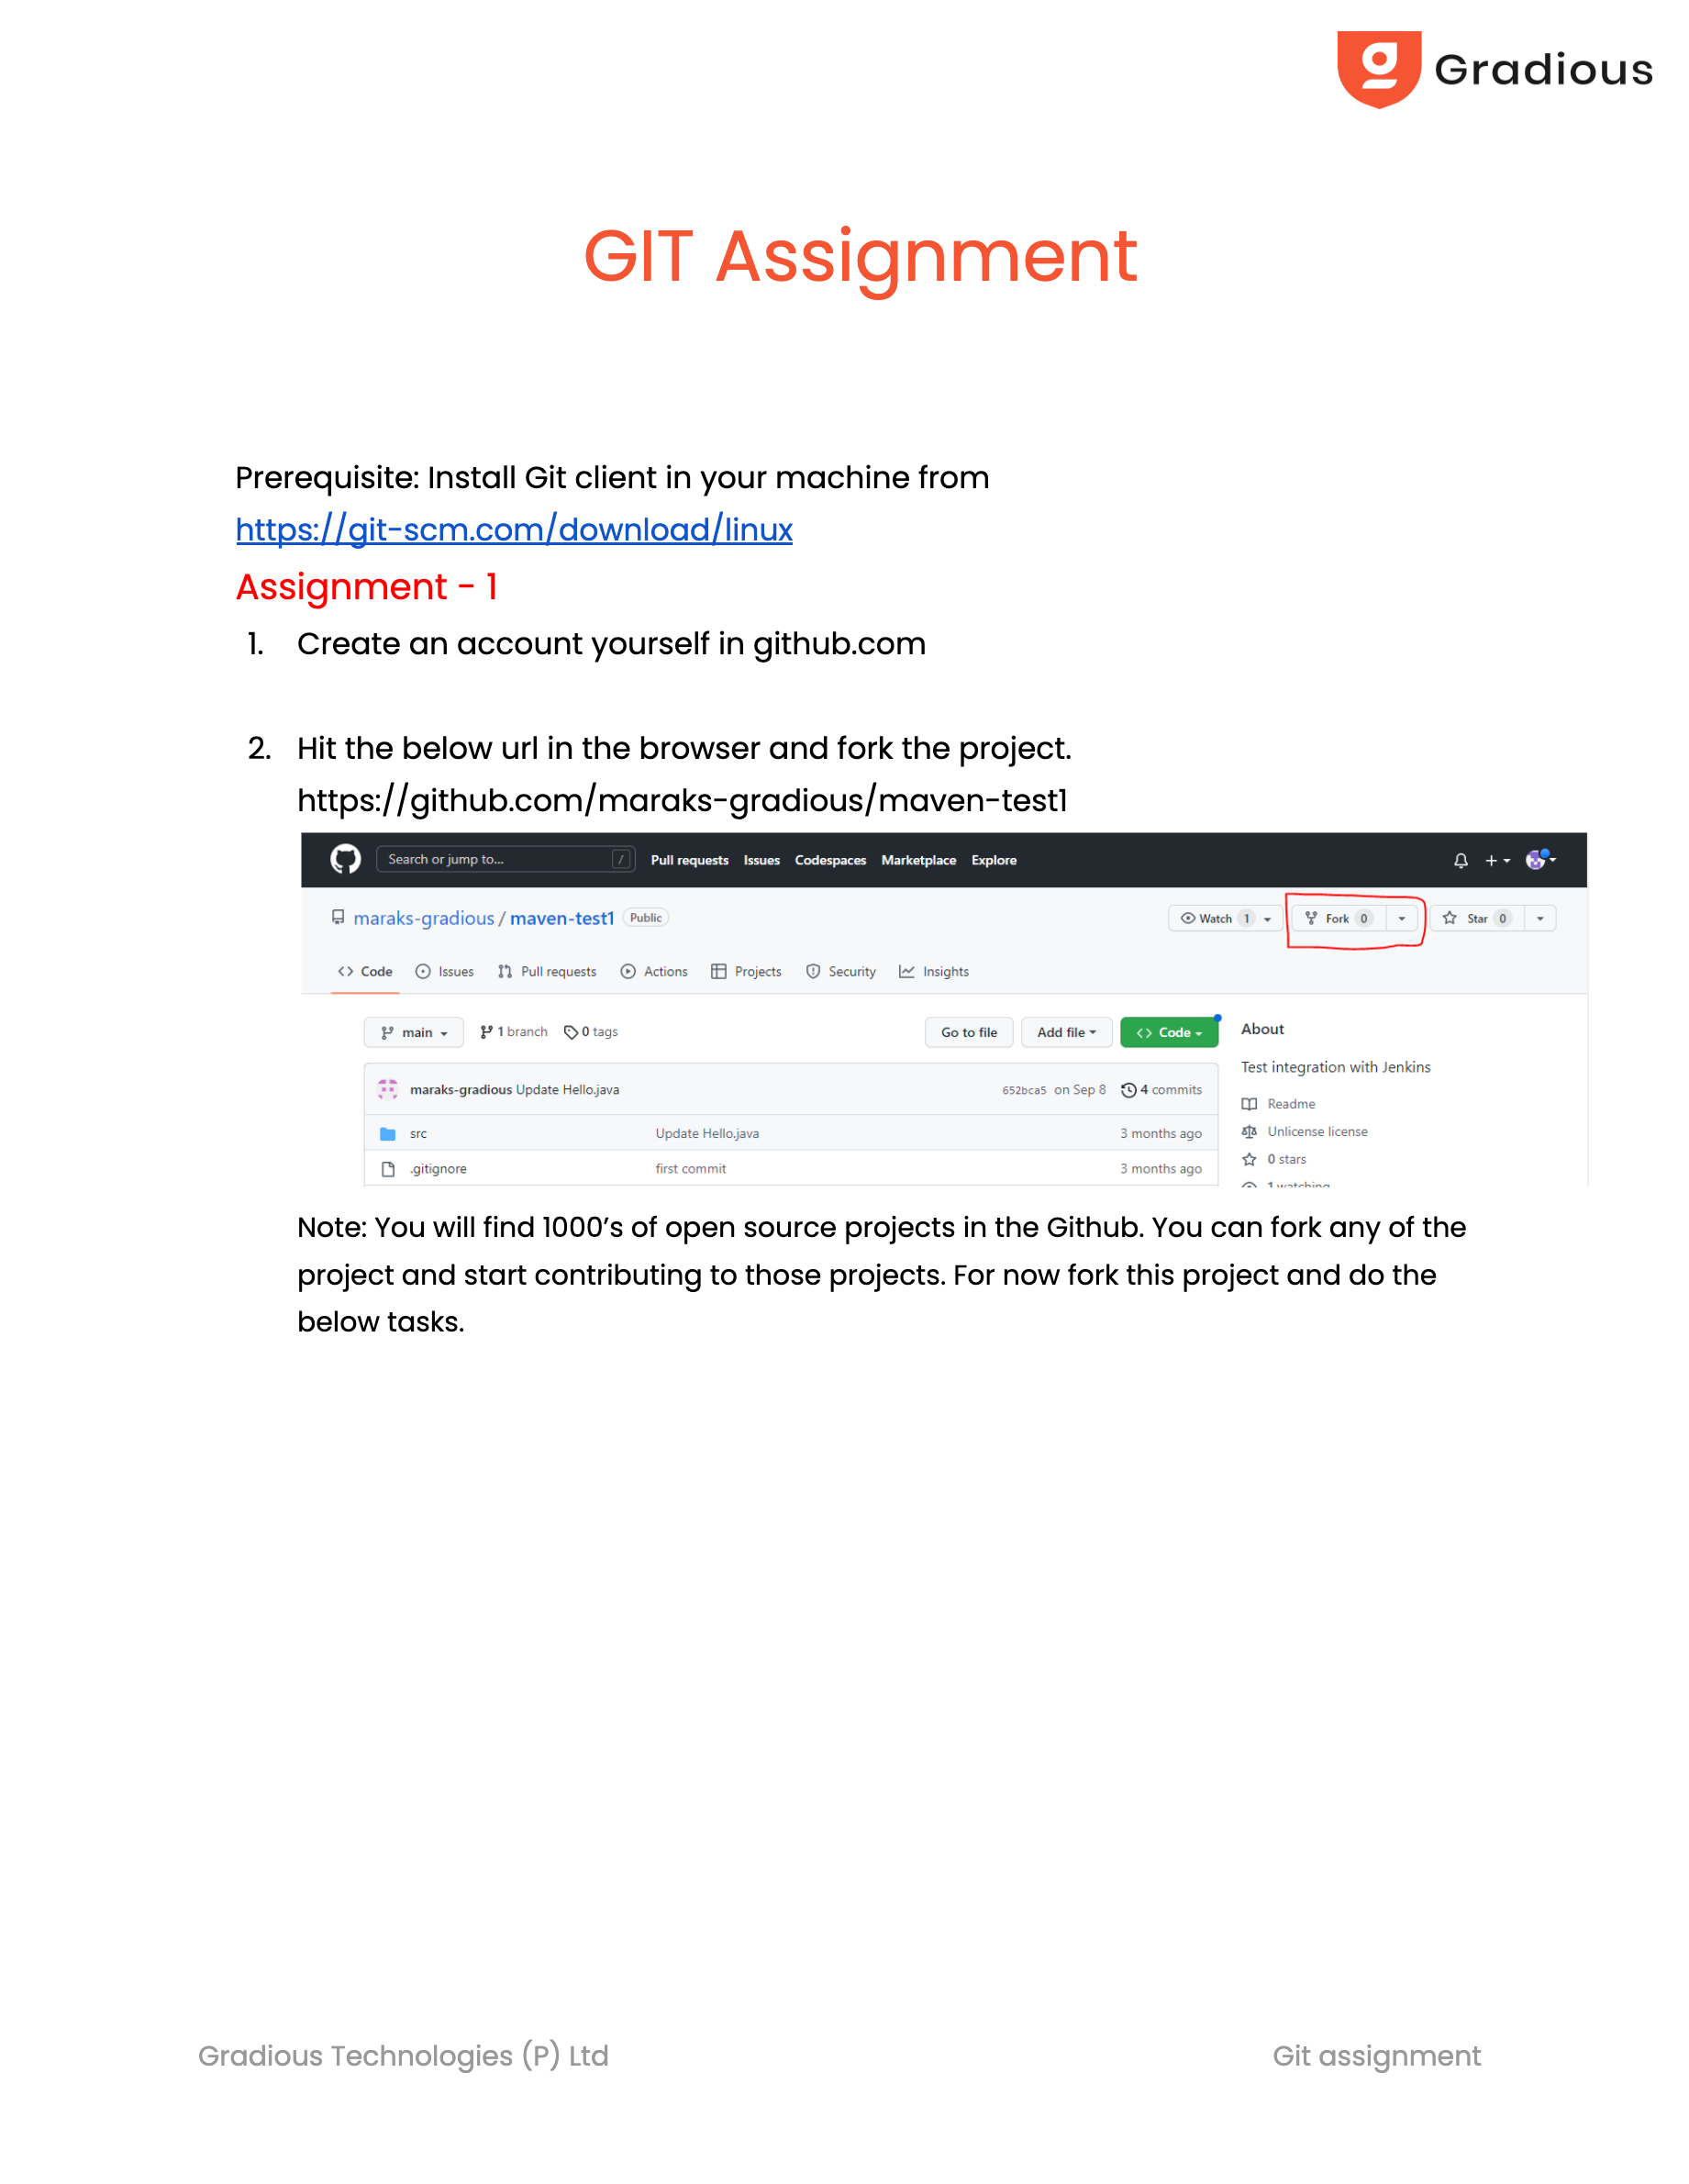 Gradious
GIT Assignment
Prerequisite: Install Git client in your machine from
https://git-scm.com/download/linux
Assignment - 1
1. Create an account yourself in github.com
2. Hit the below url in the browser and fork the project.
https://github.com/maraks-gradious/maven-test1
Search or jump to... / Pull requests Issues Codespaces Marketplace Explore
maraks-gradious / maven-test1 Public Watch 1 Fork 0 Star 0
Code Issues Pull requests Actions Projects Security Insights
main 1 branch 0 tags Go to file Add file Code About
Test integration with Jenkins
maraks-gradious Update Hello.java 652bca5 on Sep 8 4 commits
Readme
src Update Hello.java 3 months ago
Unlicense license
0 stars
.gitignore first commit 3 months ago
1 watching
Note: You will find 1000's of open source projects in the Github. You can fork any of the
project and start contributing to those projects. For now fork this project and do the
below tasks.
Gradious Technologies (P) Ltd Git assignment